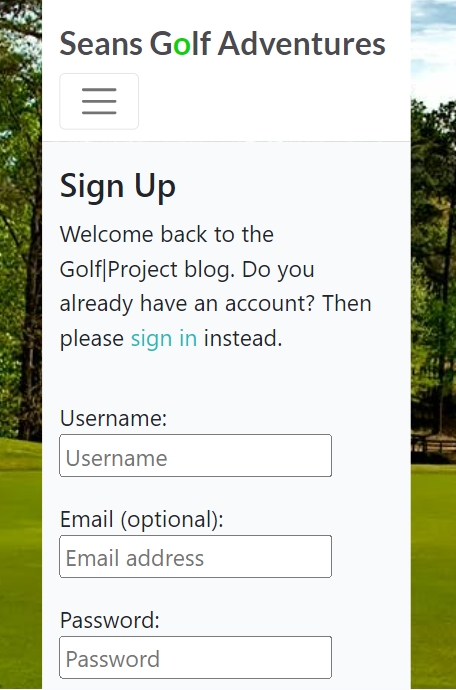 Seans Golf Adventures
Sign Up
Welcome back to the
Golf|Project blog. Do you
already have an account? Then
please sign in instead.
Username:
Username
Email (optional):
Email address
Password:
Password